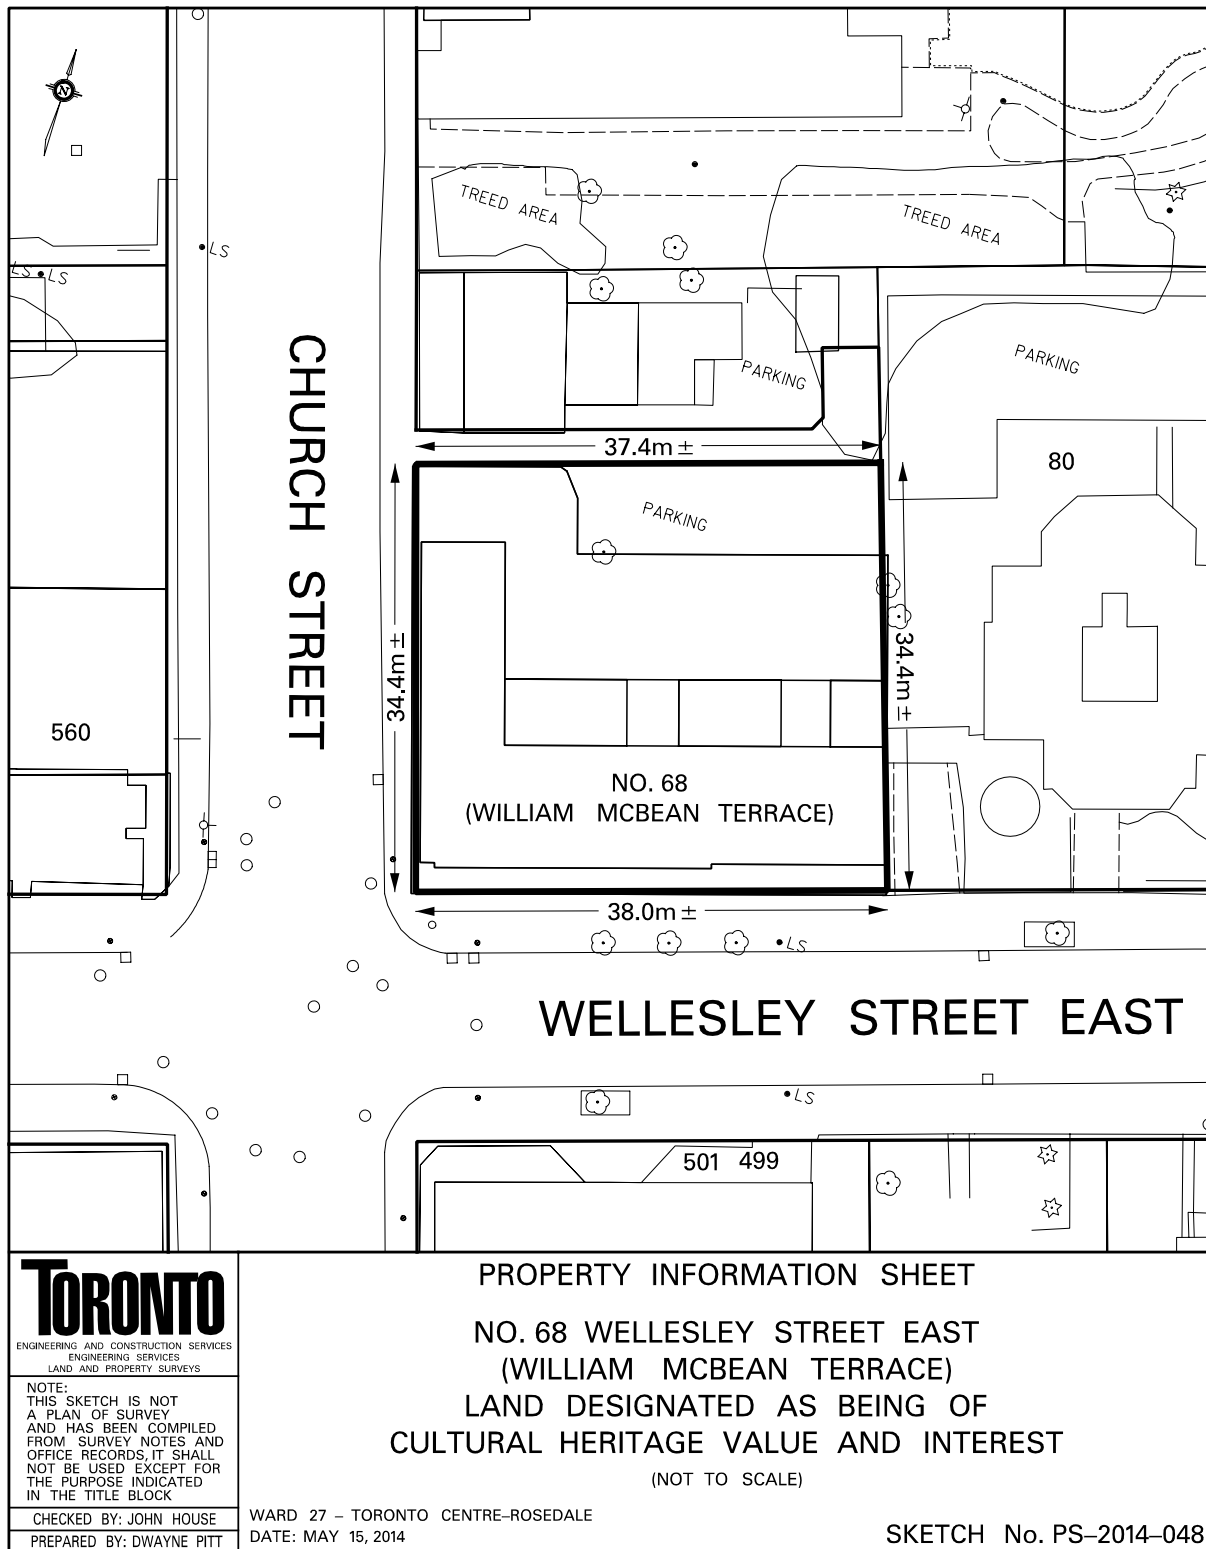 N
LS
LS
LS
TREED AREA
TREED AREA
CHURCH STREET
PARKING
PARKING
37.4m ±
80
PARKING
34.4m ±
34.4m ±
560
NO. 68
(WILLIAM MCBEAN TERRACE)
38.0m ±
LS
WELLESLEY STREET EAST
LS
501 499
TORONTO
ENGINEERING AND CONSTRUCTION SERVICES
ENGINEERING SERVICES
LAND AND PROPERTY SURVEYS
NOTE:
THIS SKETCH IS NOT
A PLAN OF SURVEY
AND HAS BEEN COMPILED
FROM SURVEY NOTES AND
OFFICE RECORDS, IT SHALL
NOT BE USED EXCEPT FOR
THE PURPOSE INDICATED
IN THE TITLE BLOCK
CHECKED BY: JOHN HOUSE
PREPARED BY: DWAYNE PITT
PROPERTY INFORMATION SHEET
NO. 68 WELLESLEY STREET EAST
(WILLIAM MCBEAN TERRACE)
LAND DESIGNATED AS BEING OF
CULTURAL HERITAGE VALUE AND INTEREST
(NOT TO SCALE)
WARD 27 – TORONTO CENTRE–ROSEDALE
DATE: MAY 15, 2014
SKETCH No. PS–2014–048